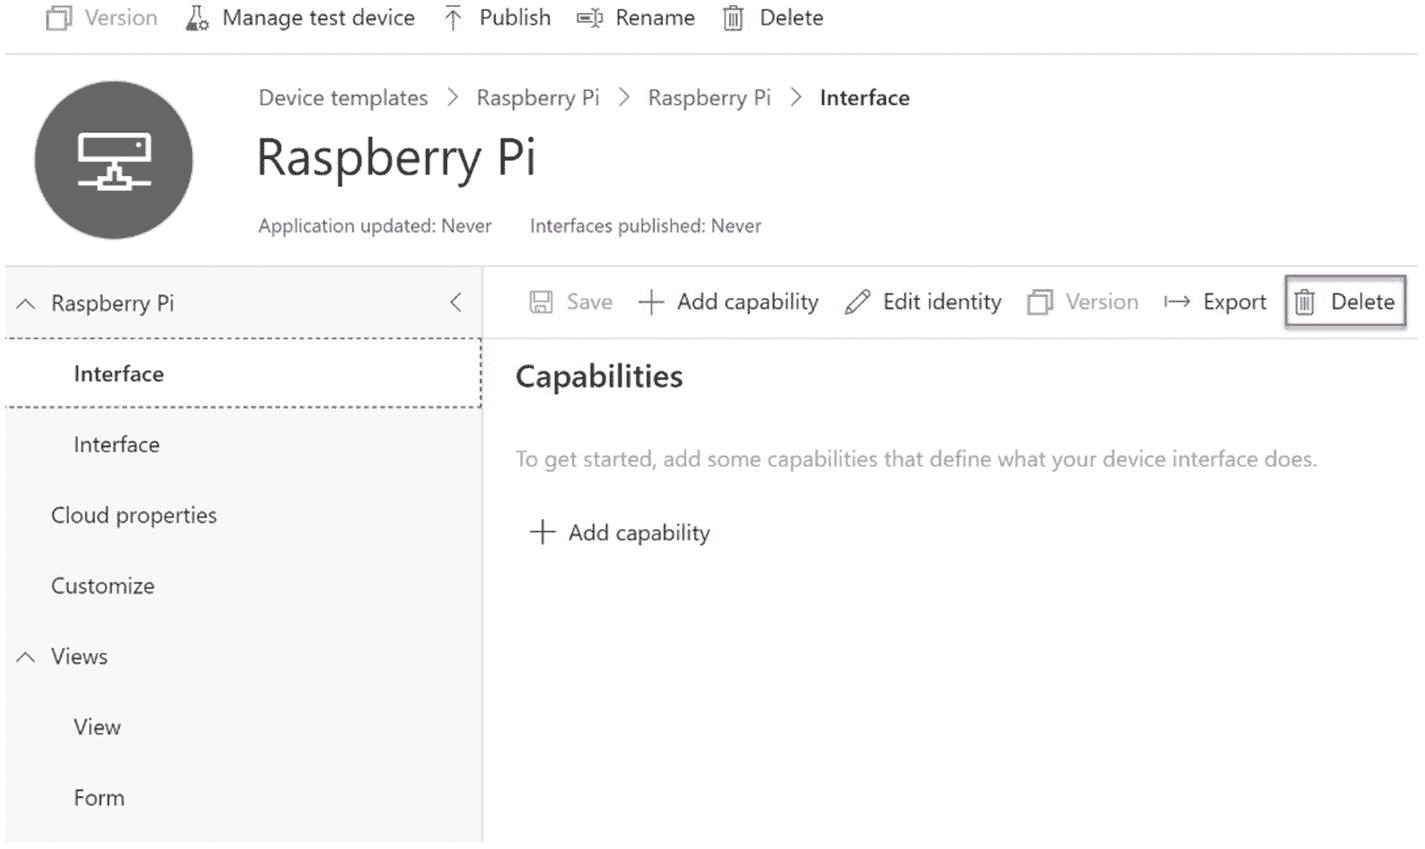 Version Manage test device Publish Rename Delete
Device templates Raspberry Pi Raspberry Pi Interface
Raspberry Pi
Application updated: Never Interfaces published: Never
Raspberry Pi
Save Add capability Edit identity Version Export Delete
Interface
Capabilities
Interface
To get started, add some capabilities that define what your device interface does.
Cloud properties
Add capability
Customize
Views
View
Form